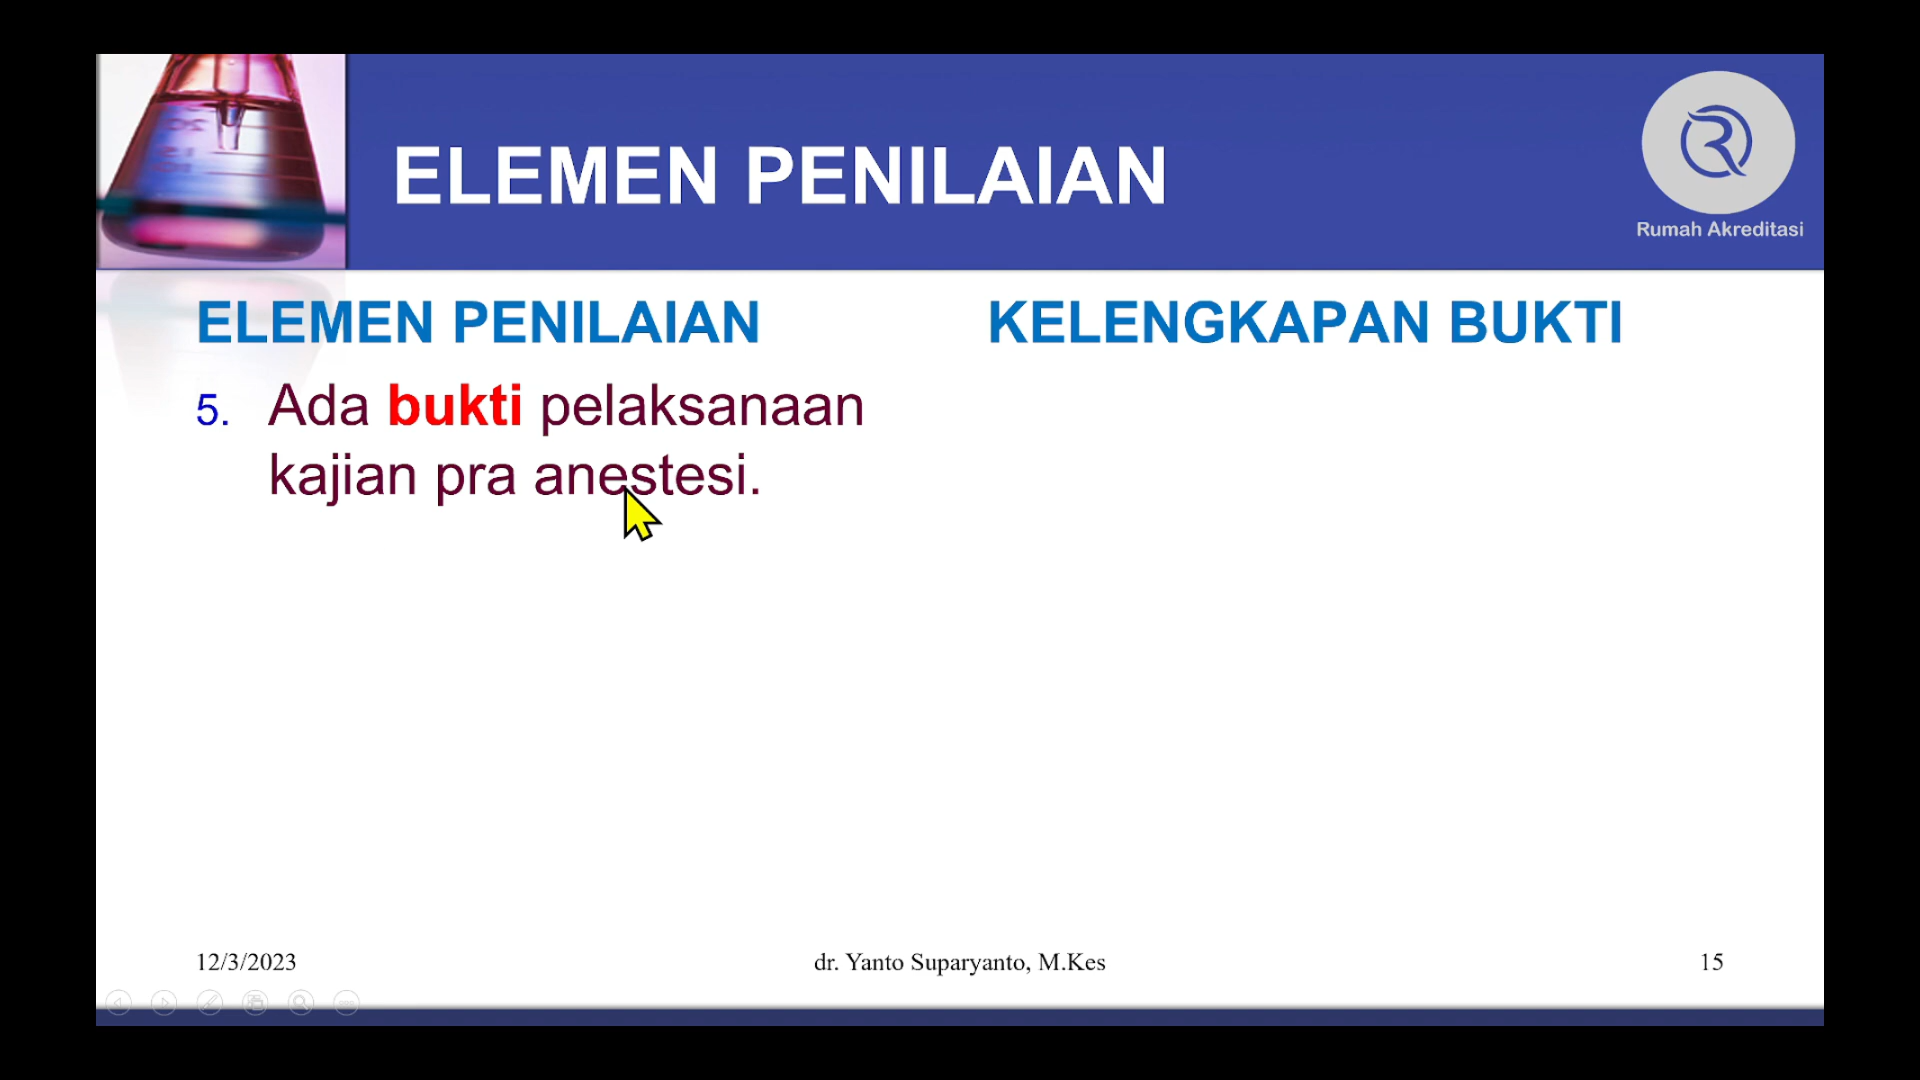 ELEMEN PENILAIAN
Rumah Akreditasi
ELEMEN PENILAIAN
KELENGKAPAN BUKTI
5. Ada bukti pelaksanaan
kajian pra anestesi.
12/3/2023
dr. Yanto Suparyanto, M.Kes
15